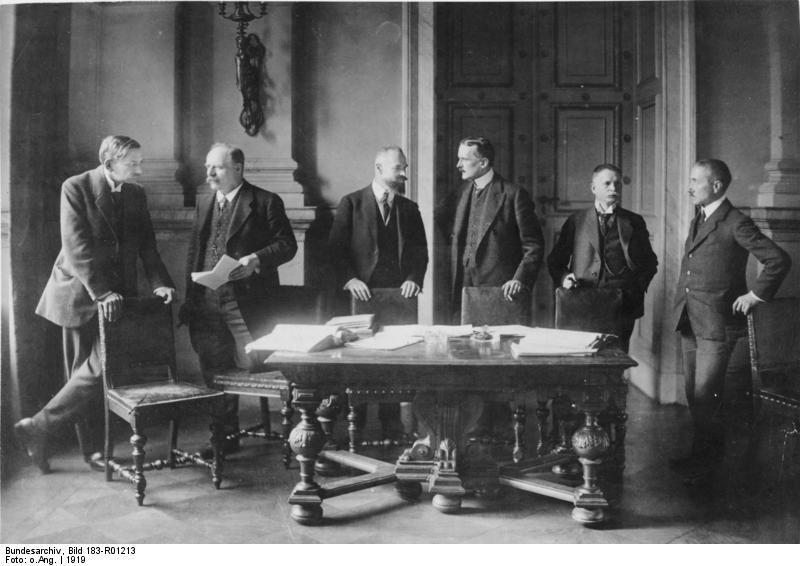 Bundesarchiv, Bild 183-R01213
Foto: o.Ang. | 1919